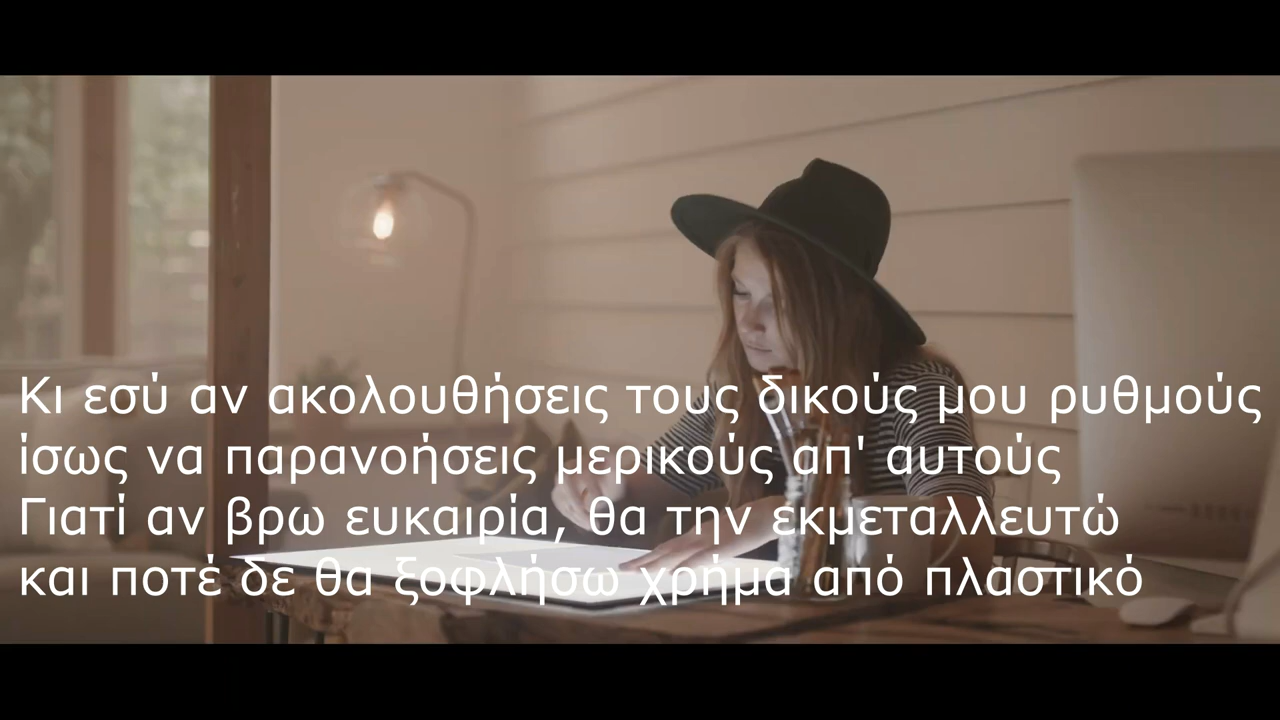 Κι εσύ αν ακολουθήσεις τους δικούς μου ρυθμούς
ίσως να παρανοήσεις μερικούς απ' αυτούς
Γιατί αν βρω ευκαιρία, θα την εκμεταλλευτώ
και ποτέ δε θα ξοφλήσω χρήμα από πλαστικό